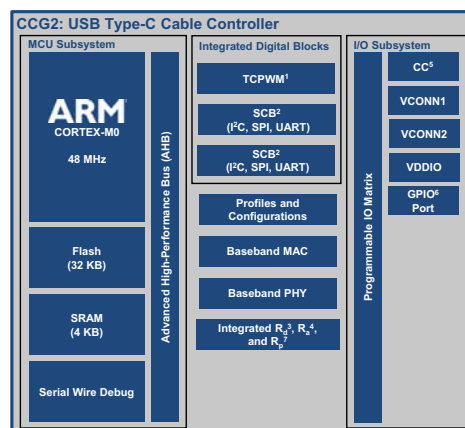 CCG2: USB Type-C Cable Controller
MCU Subsystem
ARM
CORTEX-M0
48 MHz
Flash
(32 KB)
SRAM
(4 KB)
Serial Wire Debug
Advanced High-Performance Bus (AHB)
Integrated Digital Blocks
TCPWM¹
SCB²
(I²C, SPI, UART)
SCB²
(I²C, SPI, UART)
Profiles and
Configurations
Baseband MAC
Baseband PHY
Integrated Rd³, Ra⁴,
and Rp⁷
I/O Subsystem
Programmable IO Matrix
CC⁵
VCONN1
VCONN2
VDDIO
GPIO⁶
Port